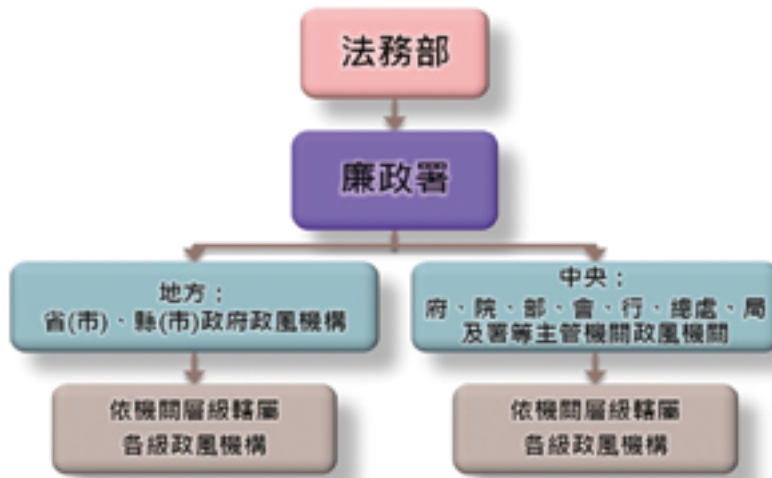 法務部
廉政署
地方：
省(市)、縣(市)政府政風機構
中央：
府、院、部、會、行、總處、局
及署等主管機關政風機關
依機關層級轄屬
各級政風機構
依機關層級轄屬
各級政風機構